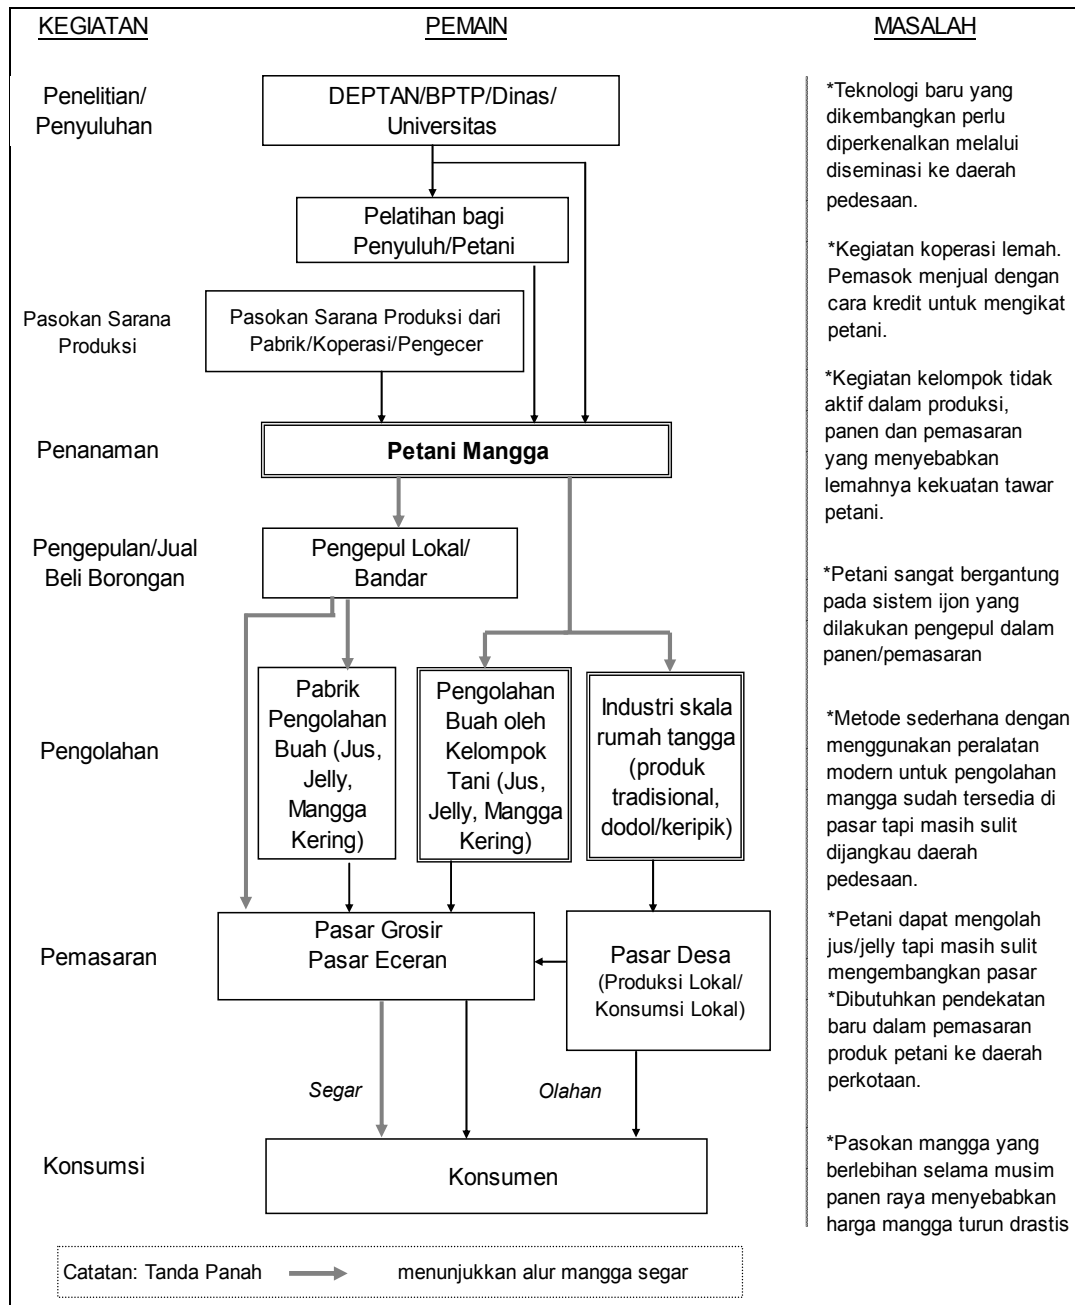 KEGIATAN
PEMAIN
MASALAH
Penelitian/
Penyuluhan
DEPTAN/BPTP/Dinas/
Universitas
*Teknologi baru yang
dikembangkan perlu
diperkenalkan melalui
diseminasi ke daerah
pedesaan.
Pelatihan bagi
Penyuluh/Petani
*Kegiatan koperasi lemah.
Pemasok menjual dengan
cara kredit untuk mengikat
petani.
Pasokan Sarana
Produksi
Pasokan Sarana Produksi dari
Pabrik/Koperasi/Pengecer
*Kegiatan kelompok tidak
aktif dalam produksi,
panen dan pemasaran
yang menyebabkan
lemahnya kekuatan tawar
petani.
Penanaman
Petani Mangga
Pengepulan/Jual
Beli Borongan
Pengepul Lokal/
Bandar
*Petani sangat bergantung
pada sistem ijon yang
dilakukan pengepul dalam
panen/pemasaran
Pengolahan
Pabrik
Pengolahan
Buah (Jus,
Jelly,
Mangga
Kering)
Pengolahan
Buah oleh
Kelompok
Tani (Jus,
Jelly, Mangga
Kering)
Industri skala
rumah tangga
(produk
tradisional,
dodol/keripik)
*Metode sederhana dengan
menggunakan peralatan
modern untuk pengolahan
mangga sudah tersedia di
pasar tapi masih sulit
dijangkau daerah
pedesaan.
Pemasaran
Pasar Grosir
Pasar Eceran
Pasar Desa
(Produksi Lokal/
Konsumsi Lokal)
*Petani dapat mengolah
jus/jelly tapi masih sulit
mengembangkan pasar
*Dibutuhkan pendekatan
baru dalam pemasaran
produk petani ke daerah
perkotaan.
Segar
Olahan
Konsumsi
Konsumen
*Pasokan mangga yang
berlebihan selama musim
panen raya menyebabkan
harga mangga turun drastis
Catatan: Tanda Panah menunjukkan alur mangga segar